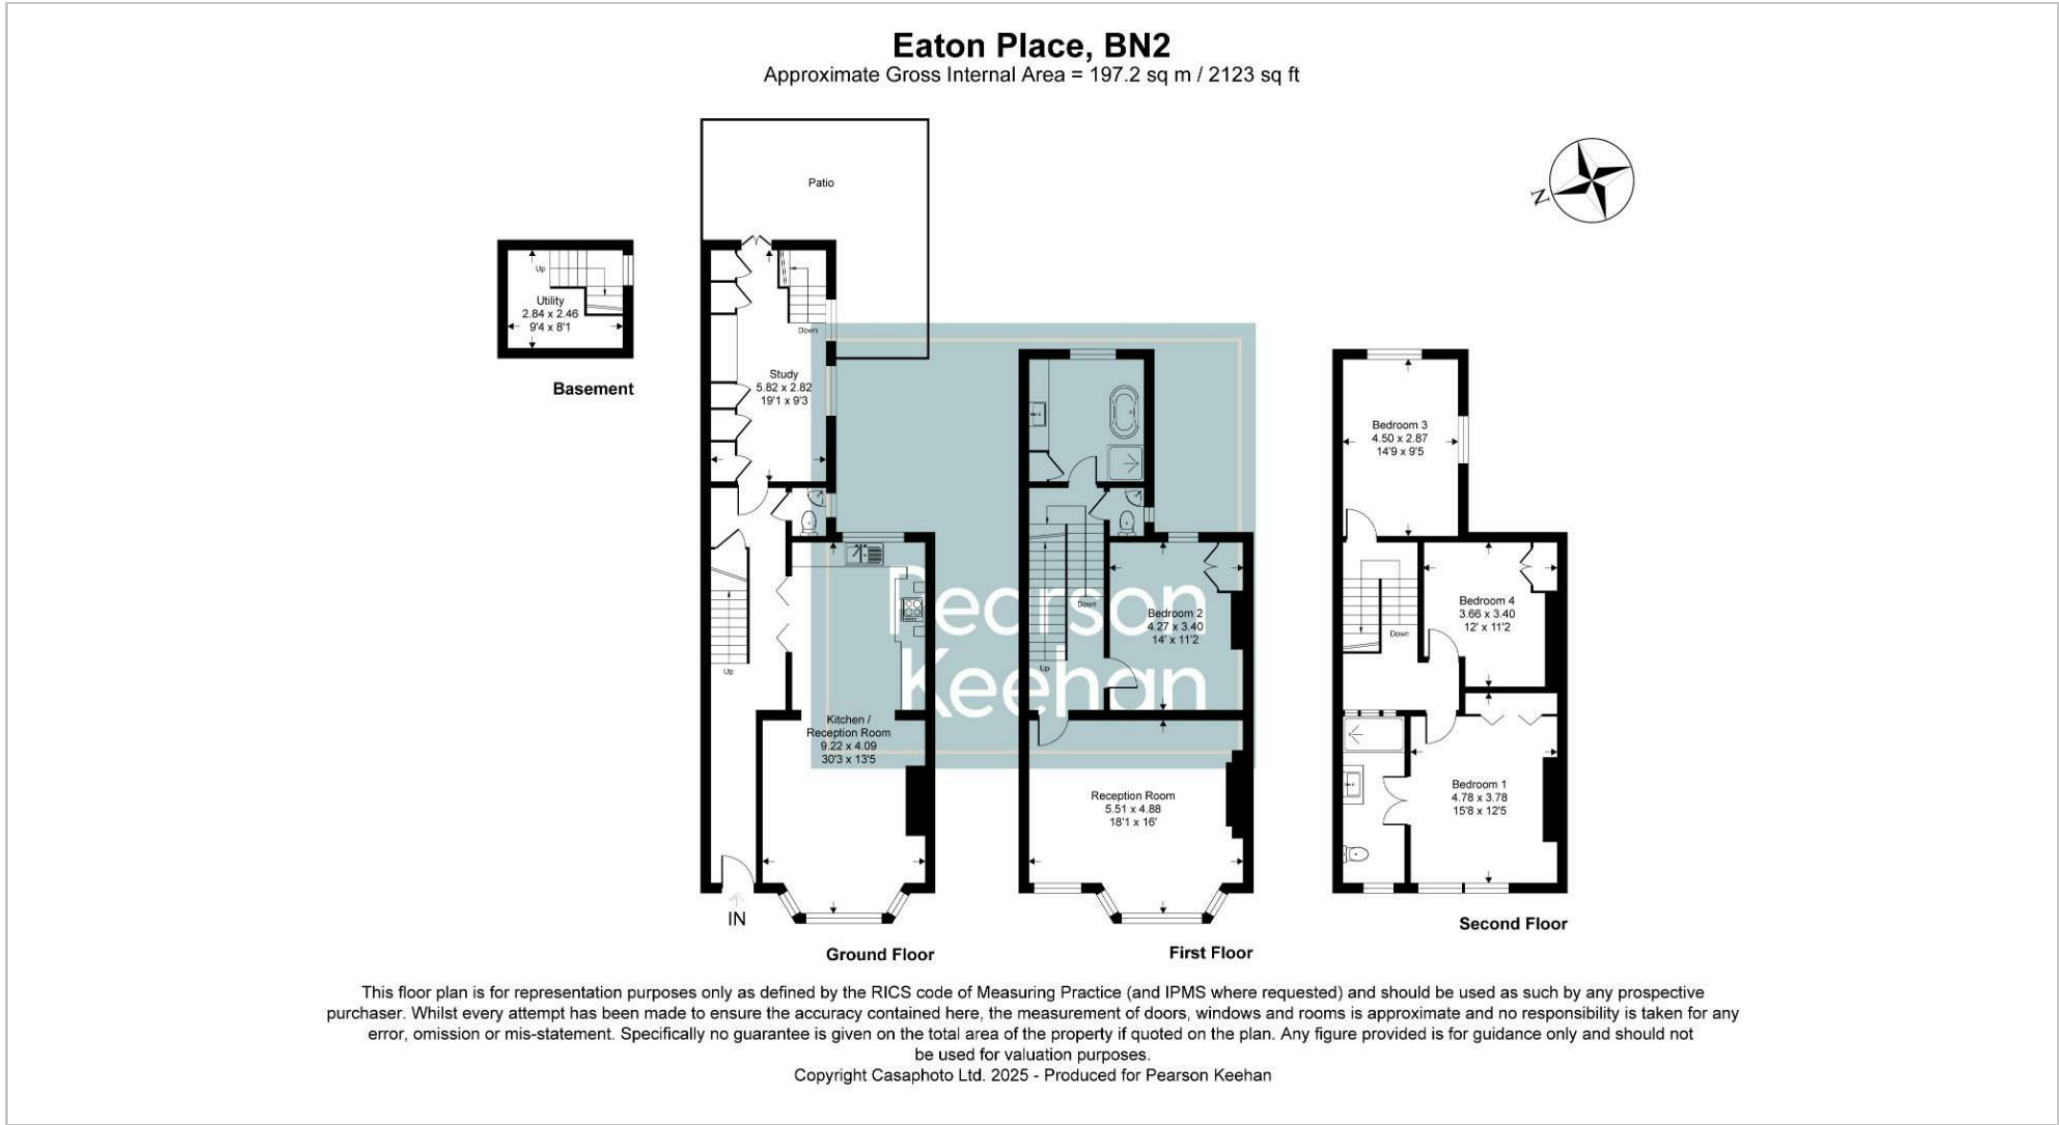 Eaton Place, BN2
Approximate Gross Internal Area = 197.2 sq m / 2123 sq ft
Patio
N
Up
Utility
2.84 x 2.46
9'4 x 8'1
Basement
Down
Study
5.82 x 2.82
19'1 x 9'3
Up
Kitchen /
Reception Room
9.22 x 4.09
30'3 x 13'5
IN
Ground Floor
Pearson
Keehan
Down
Bedroom 2
4.27 x 3.40
14' x 11'2
Up
Reception Room
5.51 x 4.88
18'1 x 16'
First Floor
Bedroom 3
4.50 x 2.87
14'9 x 9'5
Bedroom 4
3.66 x 3.40
12' x 11'2
Down
Bedroom 1
4.78 x 3.78
15'8 x 12'5
Second Floor
This floor plan is for representation purposes only as defined by the RICS code of Measuring Practice (and IPMS where requested) and should be used as such by any prospective
purchaser. Whilst every attempt has been made to ensure the accuracy contained here, the measurement of doors, windows and rooms is approximate and no responsibility is taken for any
error, omission or mis-statement. Specifically no guarantee is given on the total area of the property if quoted on the plan. Any figure provided is for guidance only and should not
be used for valuation purposes.
Copyright Casaphoto Ltd. 2025 - Produced for Pearson Keehan